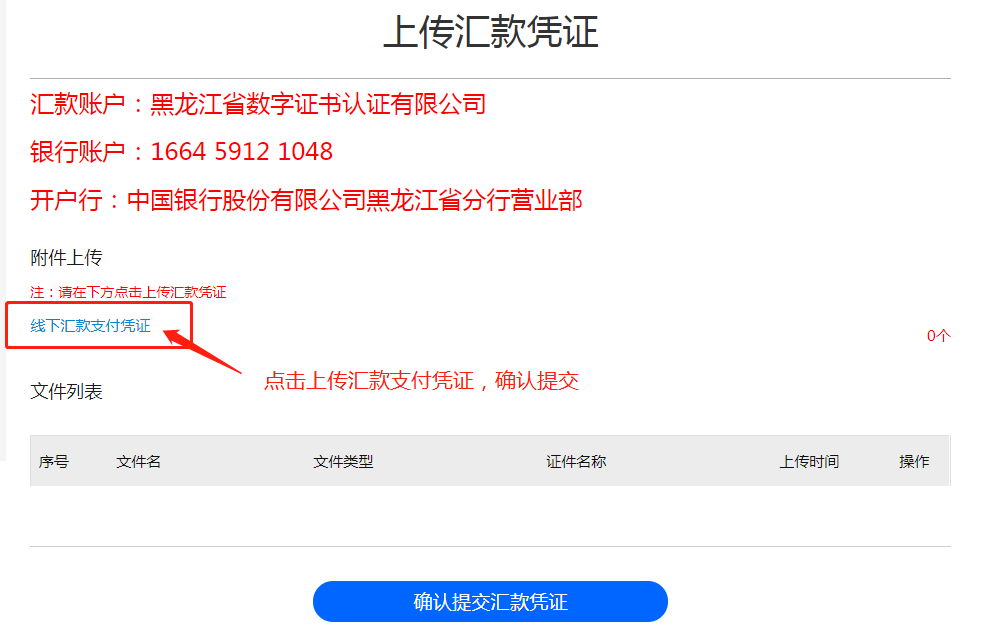 上传汇款凭证
汇款账户：黑龙江省数字证书认证有限公司
银行账户：1664 5912 1048
开户行：中国银行股份有限公司黑龙江省分行营业部
附件上传
注：请在下方点击上传汇款凭证
线下汇款支付凭证
0个
点击上传汇款支付凭证，确认提交
文件列表
序号 文件名 文件类型 证件名称 上传时间 操作
确认提交汇款凭证